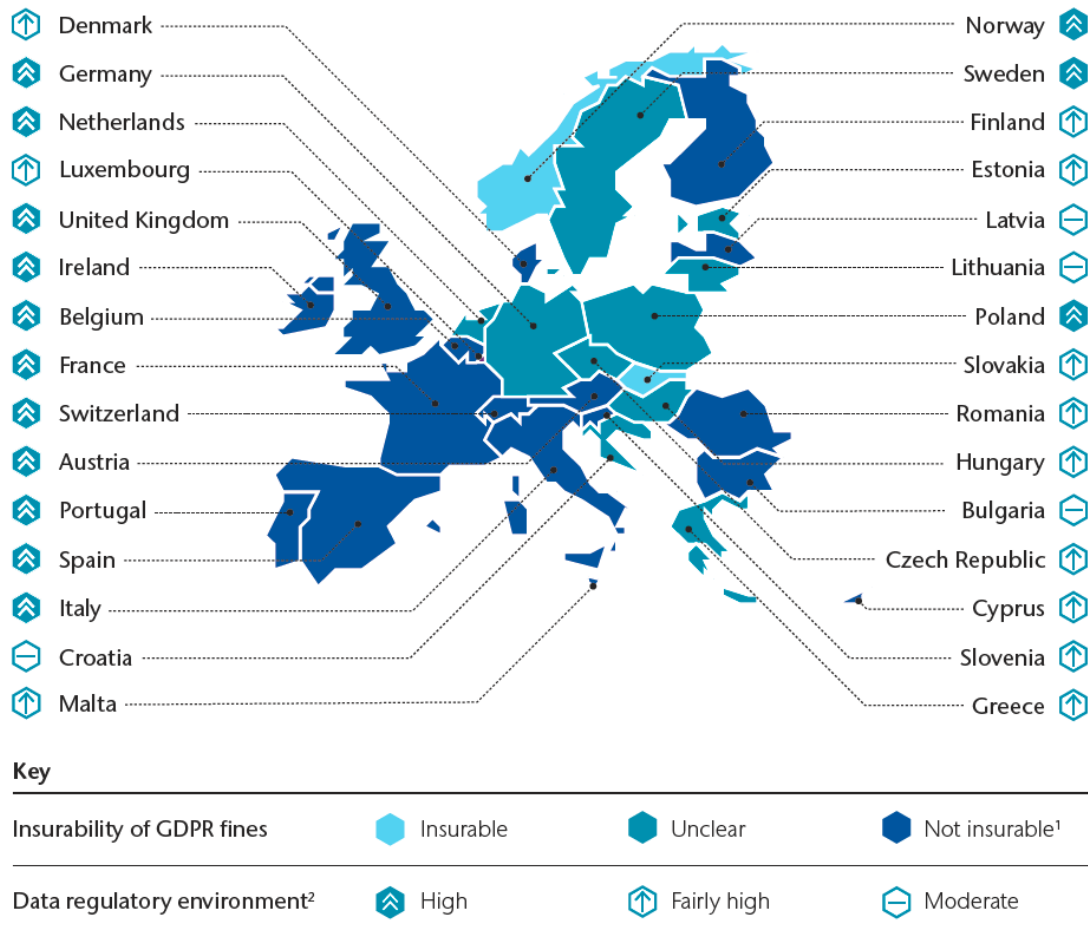 Denmark
Germany
Netherlands
Luxembourg
United Kingdom
Ireland
Belgium
France
Switzerland
Austria
Portugal
Spain
Italy
Croatia
Malta
Norway
Sweden
Finland
Estonia
Latvia
Lithuania
Poland
Slovakia
Romania
Hungary
Bulgaria
Czech Republic
Cyprus
Slovenia
Greece
Key
Insurability of GDPR fines Insurable Unclear Not insurable¹
Data regulatory environment² High Fairly high Moderate